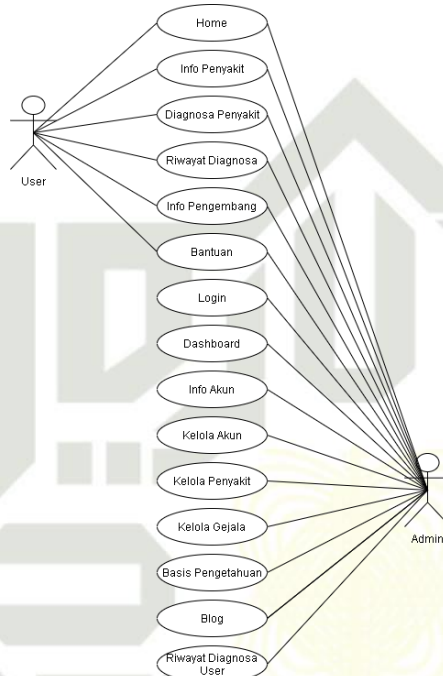 Home
Info Penyakit
Diagnosa Penyakit
Riwayat Diagnosa
User
Info Pengembang
Bantuan
Login
Dashboard
Info Akun
Kelola Akun
Kelola Penyakit
Kelola Gejala
Admin
Basis Pengetahuan
Blog
Riwayat Diagnosa
User